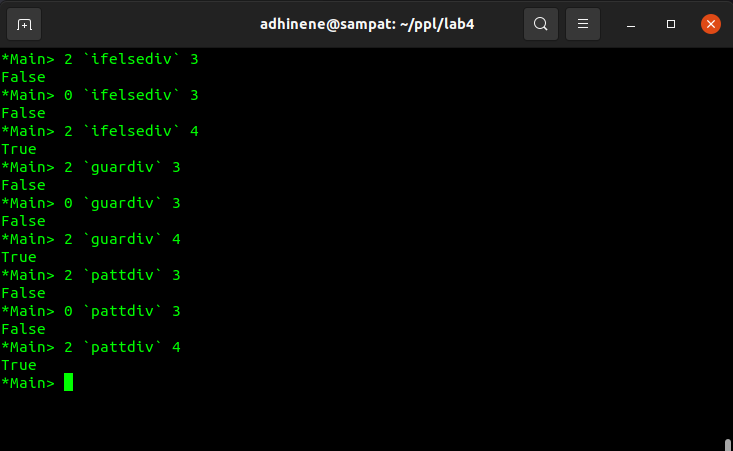 adhinene@sampat: ~/ppl/lab4
*Main> 2 `ifelsediv` 3
False
*Main> 0 `ifelsediv` 3
False
*Main> 2 `ifelsediv` 4
True
*Main> 2 `guardiv` 3
False
*Main> 0 `guardiv` 3
False
*Main> 2 `guardiv` 4
True
*Main> 2 `pattdiv` 3
False
*Main> 0 `pattdiv` 3
False
*Main> 2 `pattdiv` 4
True
*Main>